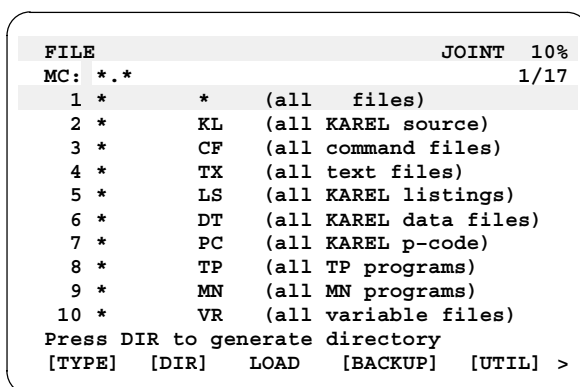 FILE JOINT 10%
MC: *.* 1/17
1 * * (all files)
2 * KL (all KAREL source)
3 * CF (all command files)
4 * TX (all text files)
5 * LS (all KAREL listings)
6 * DT (all KAREL data files)
7 * PC (all KAREL p-code)
8 * TP (all TP programs)
9 * MN (all MN programs)
10 * VR (all variable files)
Press DIR to generate directory
[TYPE] [DIR] LOAD [BACKUP] [UTIL] >